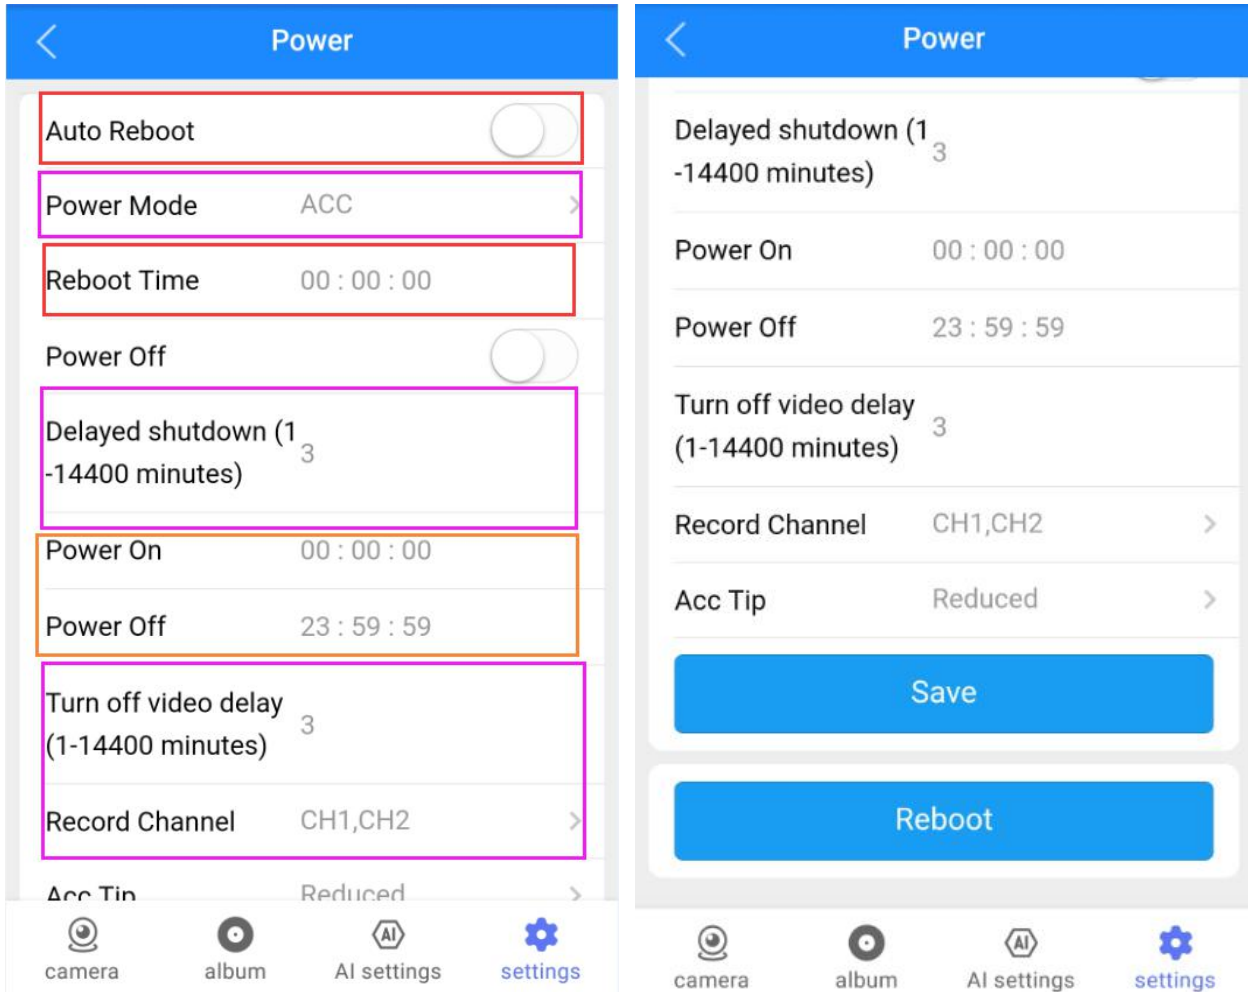 Power
Auto Reboot
Power Mode ACC
Reboot Time 00 : 00 : 00
Power Off
Delayed shutdown (1
-14400 minutes)
3
Power On 00 : 00 : 00
Power Off 23 : 59 : 59
Turn off video delay
(1-14400 minutes)
3
Record Channel CH1,CH2
Acc Tip Reduced
camera album AI settings settings
Power
Delayed shutdown (1
-14400 minutes)
3
Power On 00 : 00 : 00
Power Off 23 : 59 : 59
Turn off video delay
(1-14400 minutes)
3
Record Channel CH1,CH2
Acc Tip Reduced
Save
Reboot
camera album AI settings settings